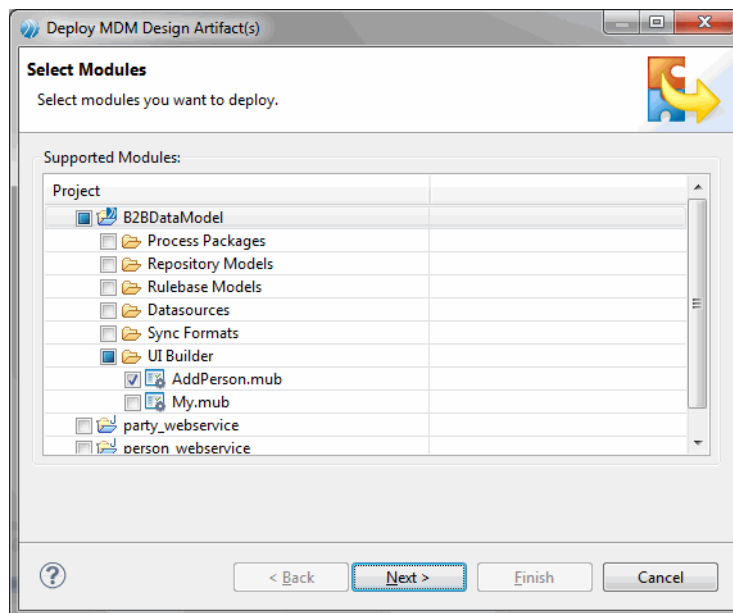 Deploy MDM Design Artifact(s)
Select Modules
Select modules you want to deploy.
Supported Modules:
Project
B2BDataModel
Process Packages
Repository Models
Rulebase Models
Datasources
Sync Formats
UI Builder
AddPerson.mub
My.mub
party_webservice
person_webservice
< Back Next > Finish Cancel